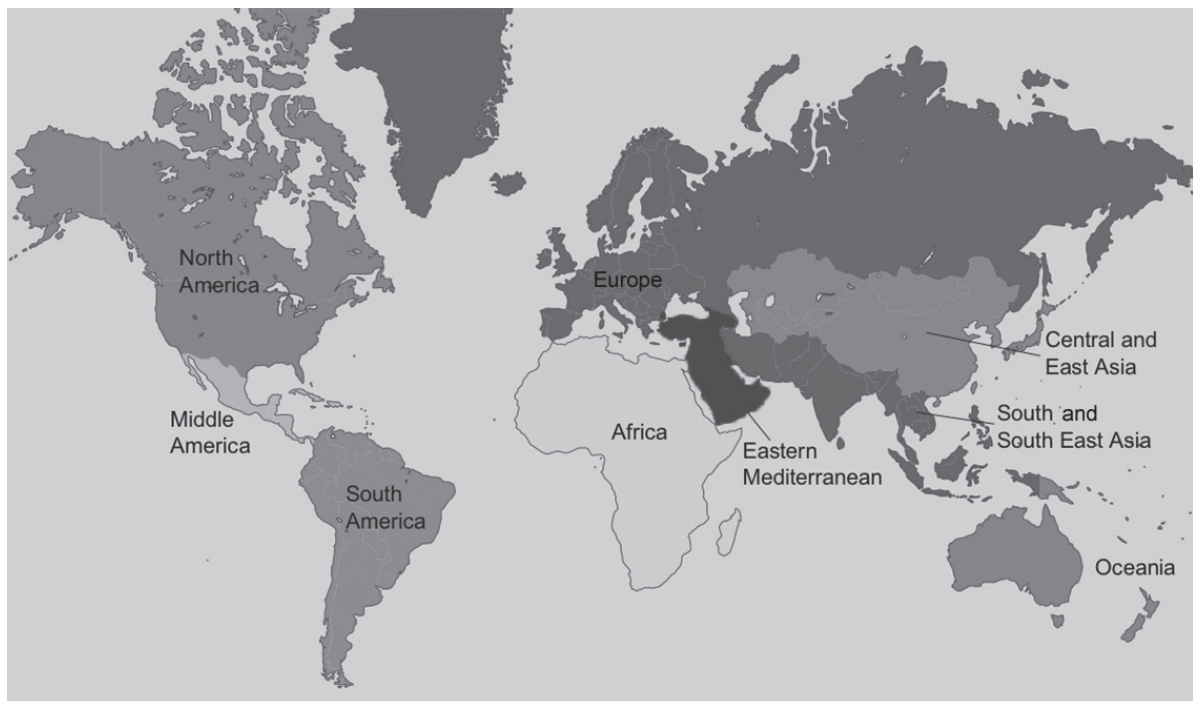 North
America
Europe
Central and
East Asia
Middle
America
South and
South East Asia
Africa
Eastern
Mediterranean
South
America
Oceania